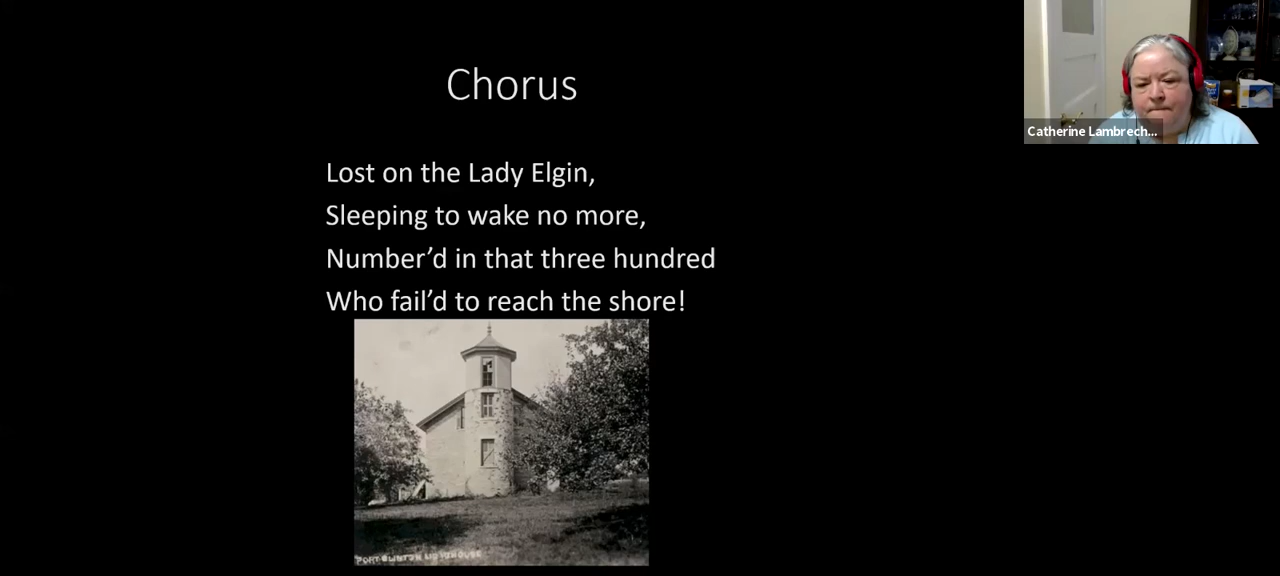 Chorus
Catherine Lambrech...
Lost on the Lady Elgin,
Sleeping to wake no more,
Number’d in that three hundred
Who fail’d to reach the shore!
PORT CLINTON LIGHTHOUSE